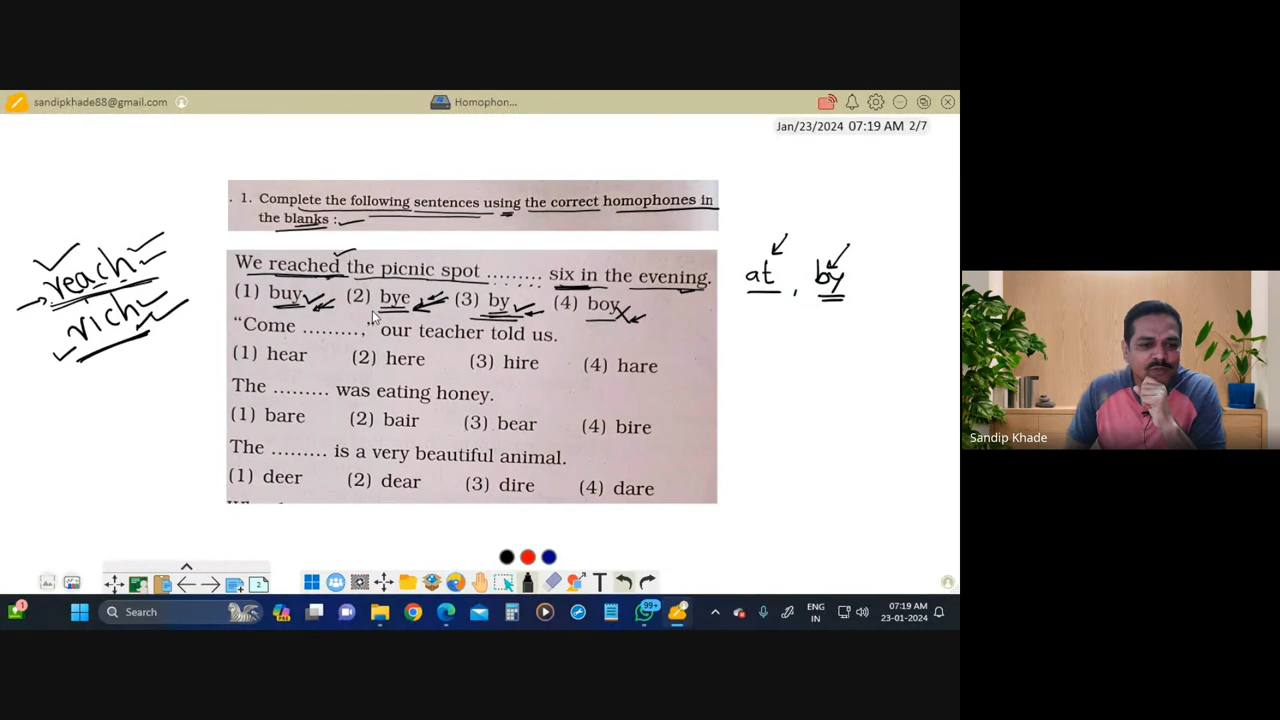 sandipkhade88@gmail.com
Homophon...
Jan/23/2024 07:19 AM 2/7
1. Complete the following sentences using the correct homophones in
the blanks :
We reached the picnic spot ......... six in the evening.
(1) buy (2) bye (3) by (4) boy
"Come .........," our teacher told us.
(1) hear (2) here (3) hire (4) hare
The ......... was eating honey.
(1) bare (2) bair (3) bear (4) bire
The ......... is a very beautiful animal.
(1) deer (2) dear (3) dire (4) dare
reach
rich
at , by
Sandip Khade
2
T
1
Search
99+
ENG
IN
07:19 AM
23-01-2024